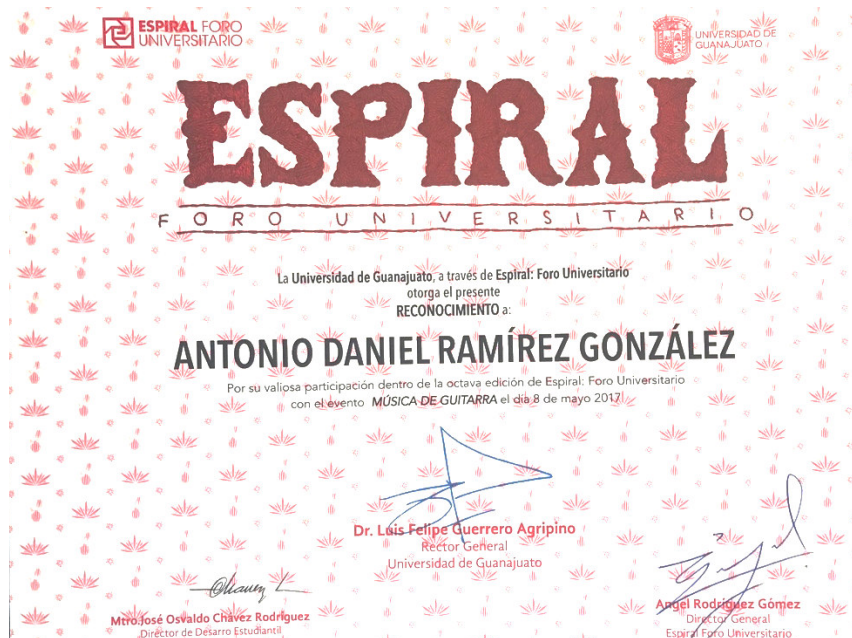 ESPIRAL FORO
UNIVERSITARIO
UNIVERSIDAD DE
GUANAJUATO
ESPIRAL
FORO UNIVERSITARIO
La Universidad de Guanajuato, a través de Espiral: Foro Universitario
otorga el presente
RECONOCIMIENTO a:
ANTONIO DANIEL RAMÍREZ GONZÁLEZ
Por su valiosa participación dentro de la octava edición de Espiral: Foro Universitario
con el evento MÚSICA DE GUITARRA el día 8 de mayo 2017
Dr. Luis Felipe Guerrero Agripino
Rector General
Universidad de Guanajuato
Mtro.José Osvaldo Chávez Rodríguez
Director de Desarro Estudiantil
Angel Rodríguez Gómez
Director General
Espiral Foro Universitario